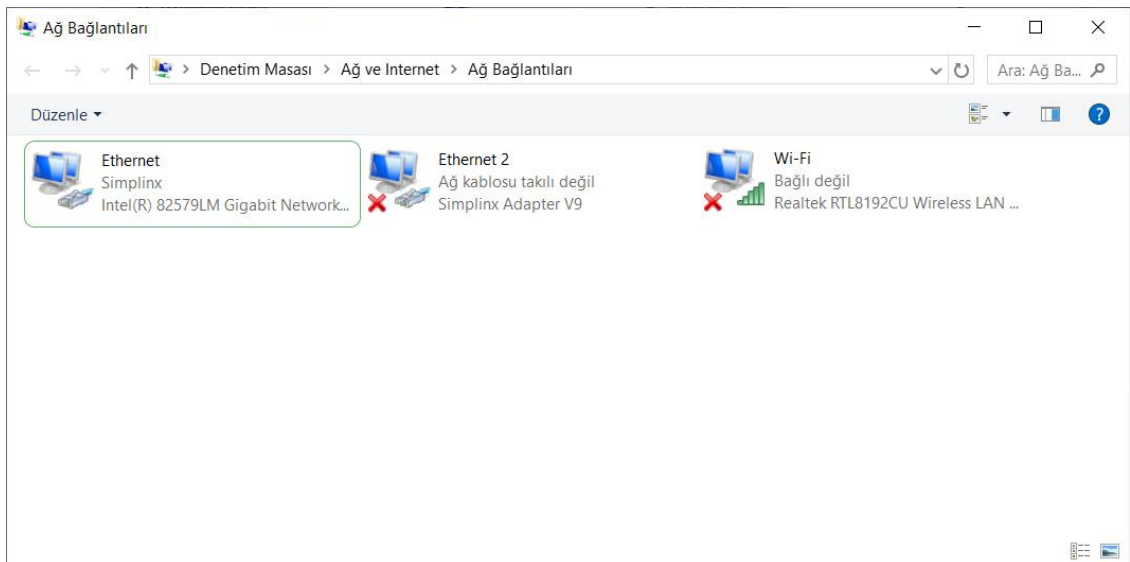 Ağ Bağlantıları
Denetim Masası > Ağ ve Internet > Ağ Bağlantıları
Ara: Ağ Ba...
Düzenle
?
Ethernet
Simplinx
Intel(R) 82579LM Gigabit Network...
Ethernet 2
Ağ kablosu takılı değil
Simplinx Adapter V9
Wi-Fi
Bağlı değil
Realtek RTL8192CU Wireless LAN ...